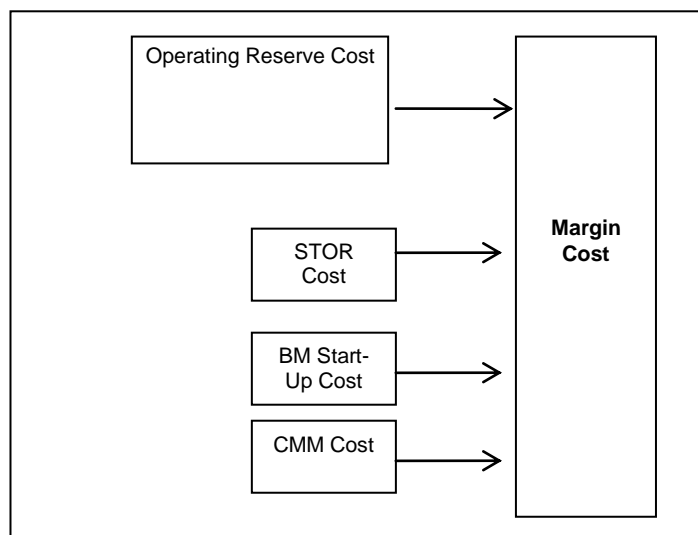 Operating Reserve Cost
STOR
Cost
BM Start-
Up Cost
CMM Cost
Margin
Cost